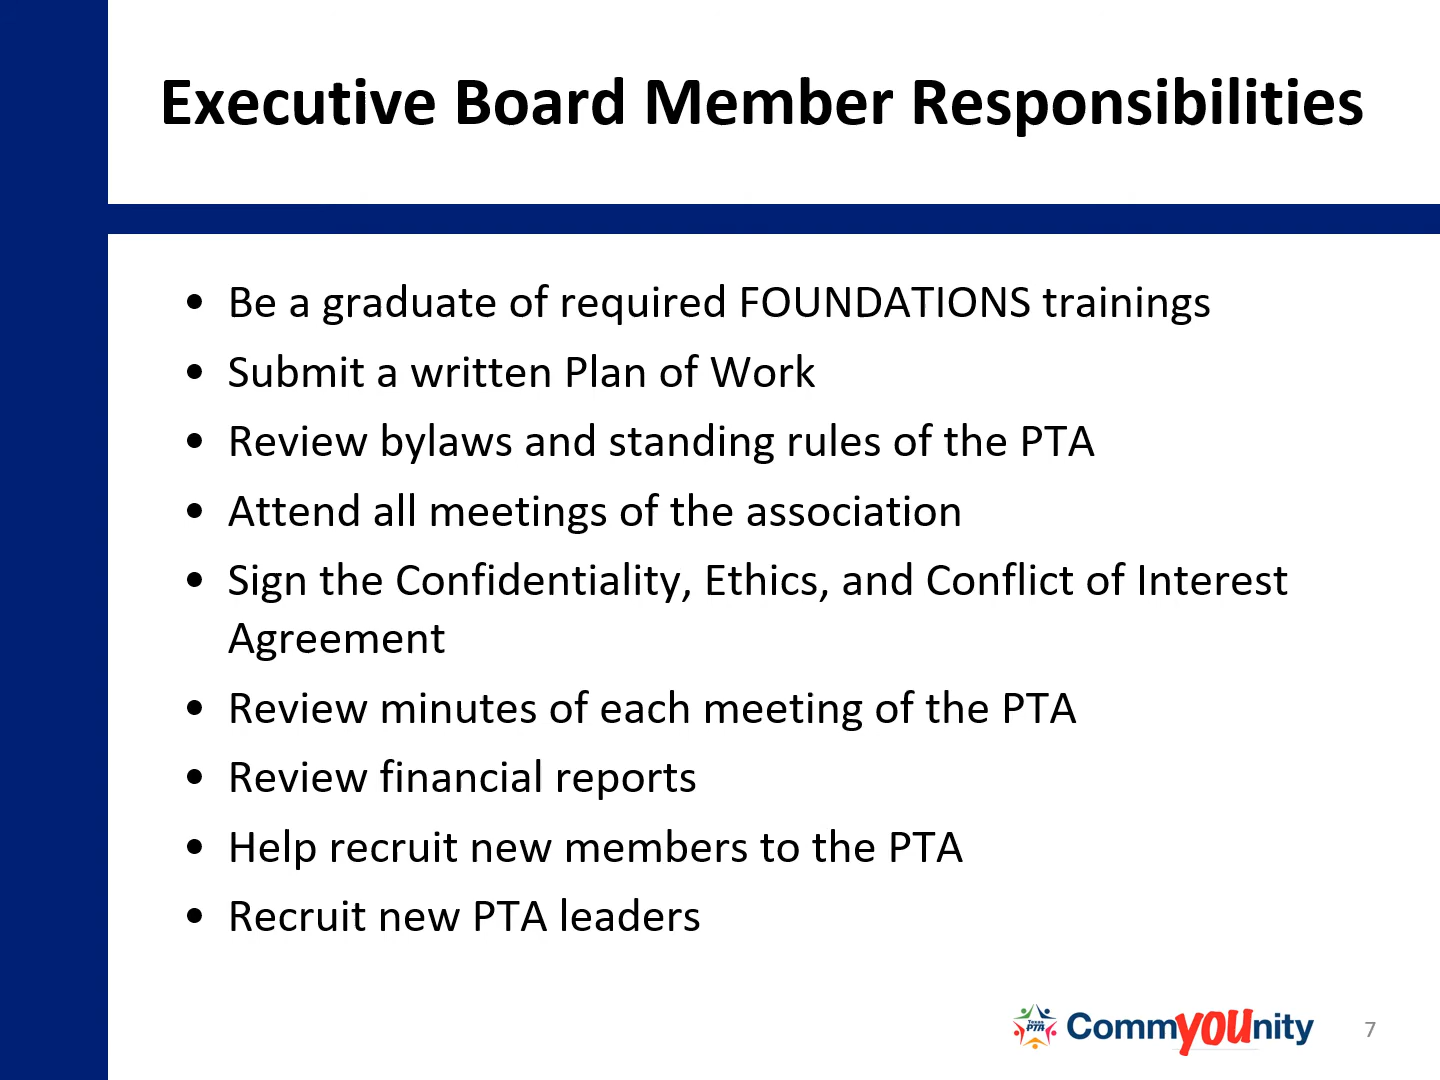 Executive Board Member Responsibilities
• Be a graduate of required FOUNDATIONS trainings
• Submit a written Plan of Work
• Review bylaws and standing rules of the PTA
• Attend all meetings of the association
• Sign the Confidentiality, Ethics, and Conflict of Interest
Agreement
• Review minutes of each meeting of the PTA
• Review financial reports
• Help recruit new members to the PTA
• Recruit new PTA leaders
Texas
PTA
CommYOUnity
7